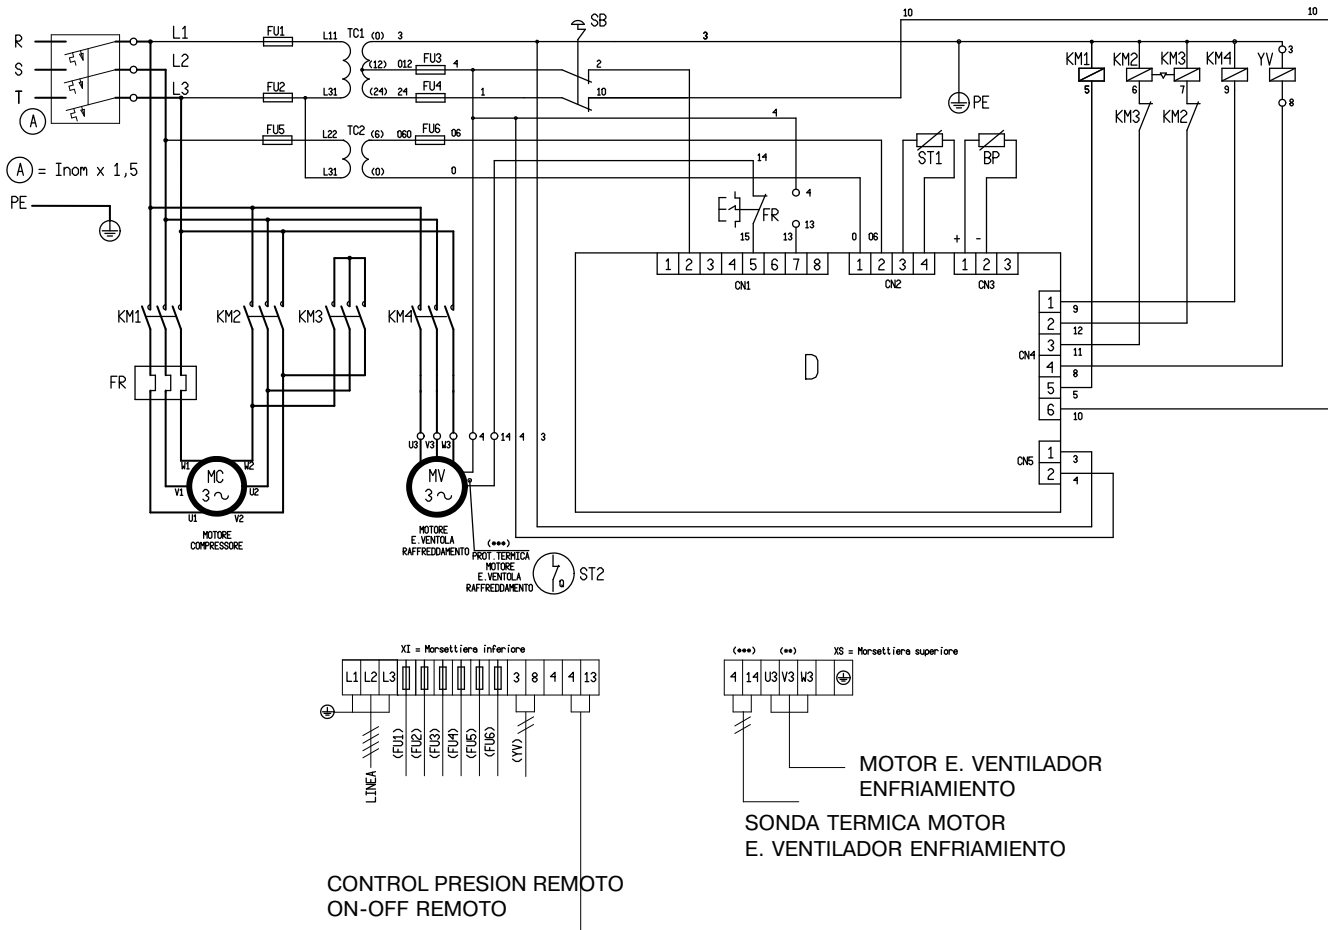 10 10
SB
R L1 FU1 L11 TC1 (0) 3 3 3
S L2 (12) 012 FU3 4 2 KM1 KM2 KM3 KM4 YV
T L3 FU2 L31 (24) 24 FU4 1 10 PE 5 6 7 9 8
A 4 KM3 KM2
FU5 L22 TC2 (6) 060 FU6 06 ST1 BP
A = Inom x 1,5 L31 (0) 0 14
PE 4
FR 13
15 13 0 06 + -
1 2 3 4 5 6 7 8 1 2 3 4 1 2 3
CN1 CN2 CN3
KM1 KM2 KM3 KM4
1 9
2 12
3 11
CN4
4 8
5 5
6 10
D
FR
U3 V3 W3 4 14 4 3
CN5
1 3
2 4
W1 W2
MC
3 ~
V1 U2
U1 V2
MV
3 ~
MOTORE
COMPRESSORE
MOTORE
E.VENTOLA
RAFFREDDAMENTO
(***)
PROT.TERMICA
MOTORE
E.VENTOLA
RAFFREDDAMENTO
Q
ST2
XI = Morsettiera inferiore
L1 L2 L3 3 8 4 4 13
(FU1) (FU2) (FU3) (FU4) (FU5) (FU6) (YV)
LINEA
(***) (**) XS = Morsettiera superiore
4 14 U3 V3 W3
MOTOR E. VENTILADOR
ENFRIAMIENTO
SONDA TERMICA MOTOR
E. VENTILADOR ENFRIAMIENTO
CONTROL PRESION REMOTO
ON-OFF REMOTO